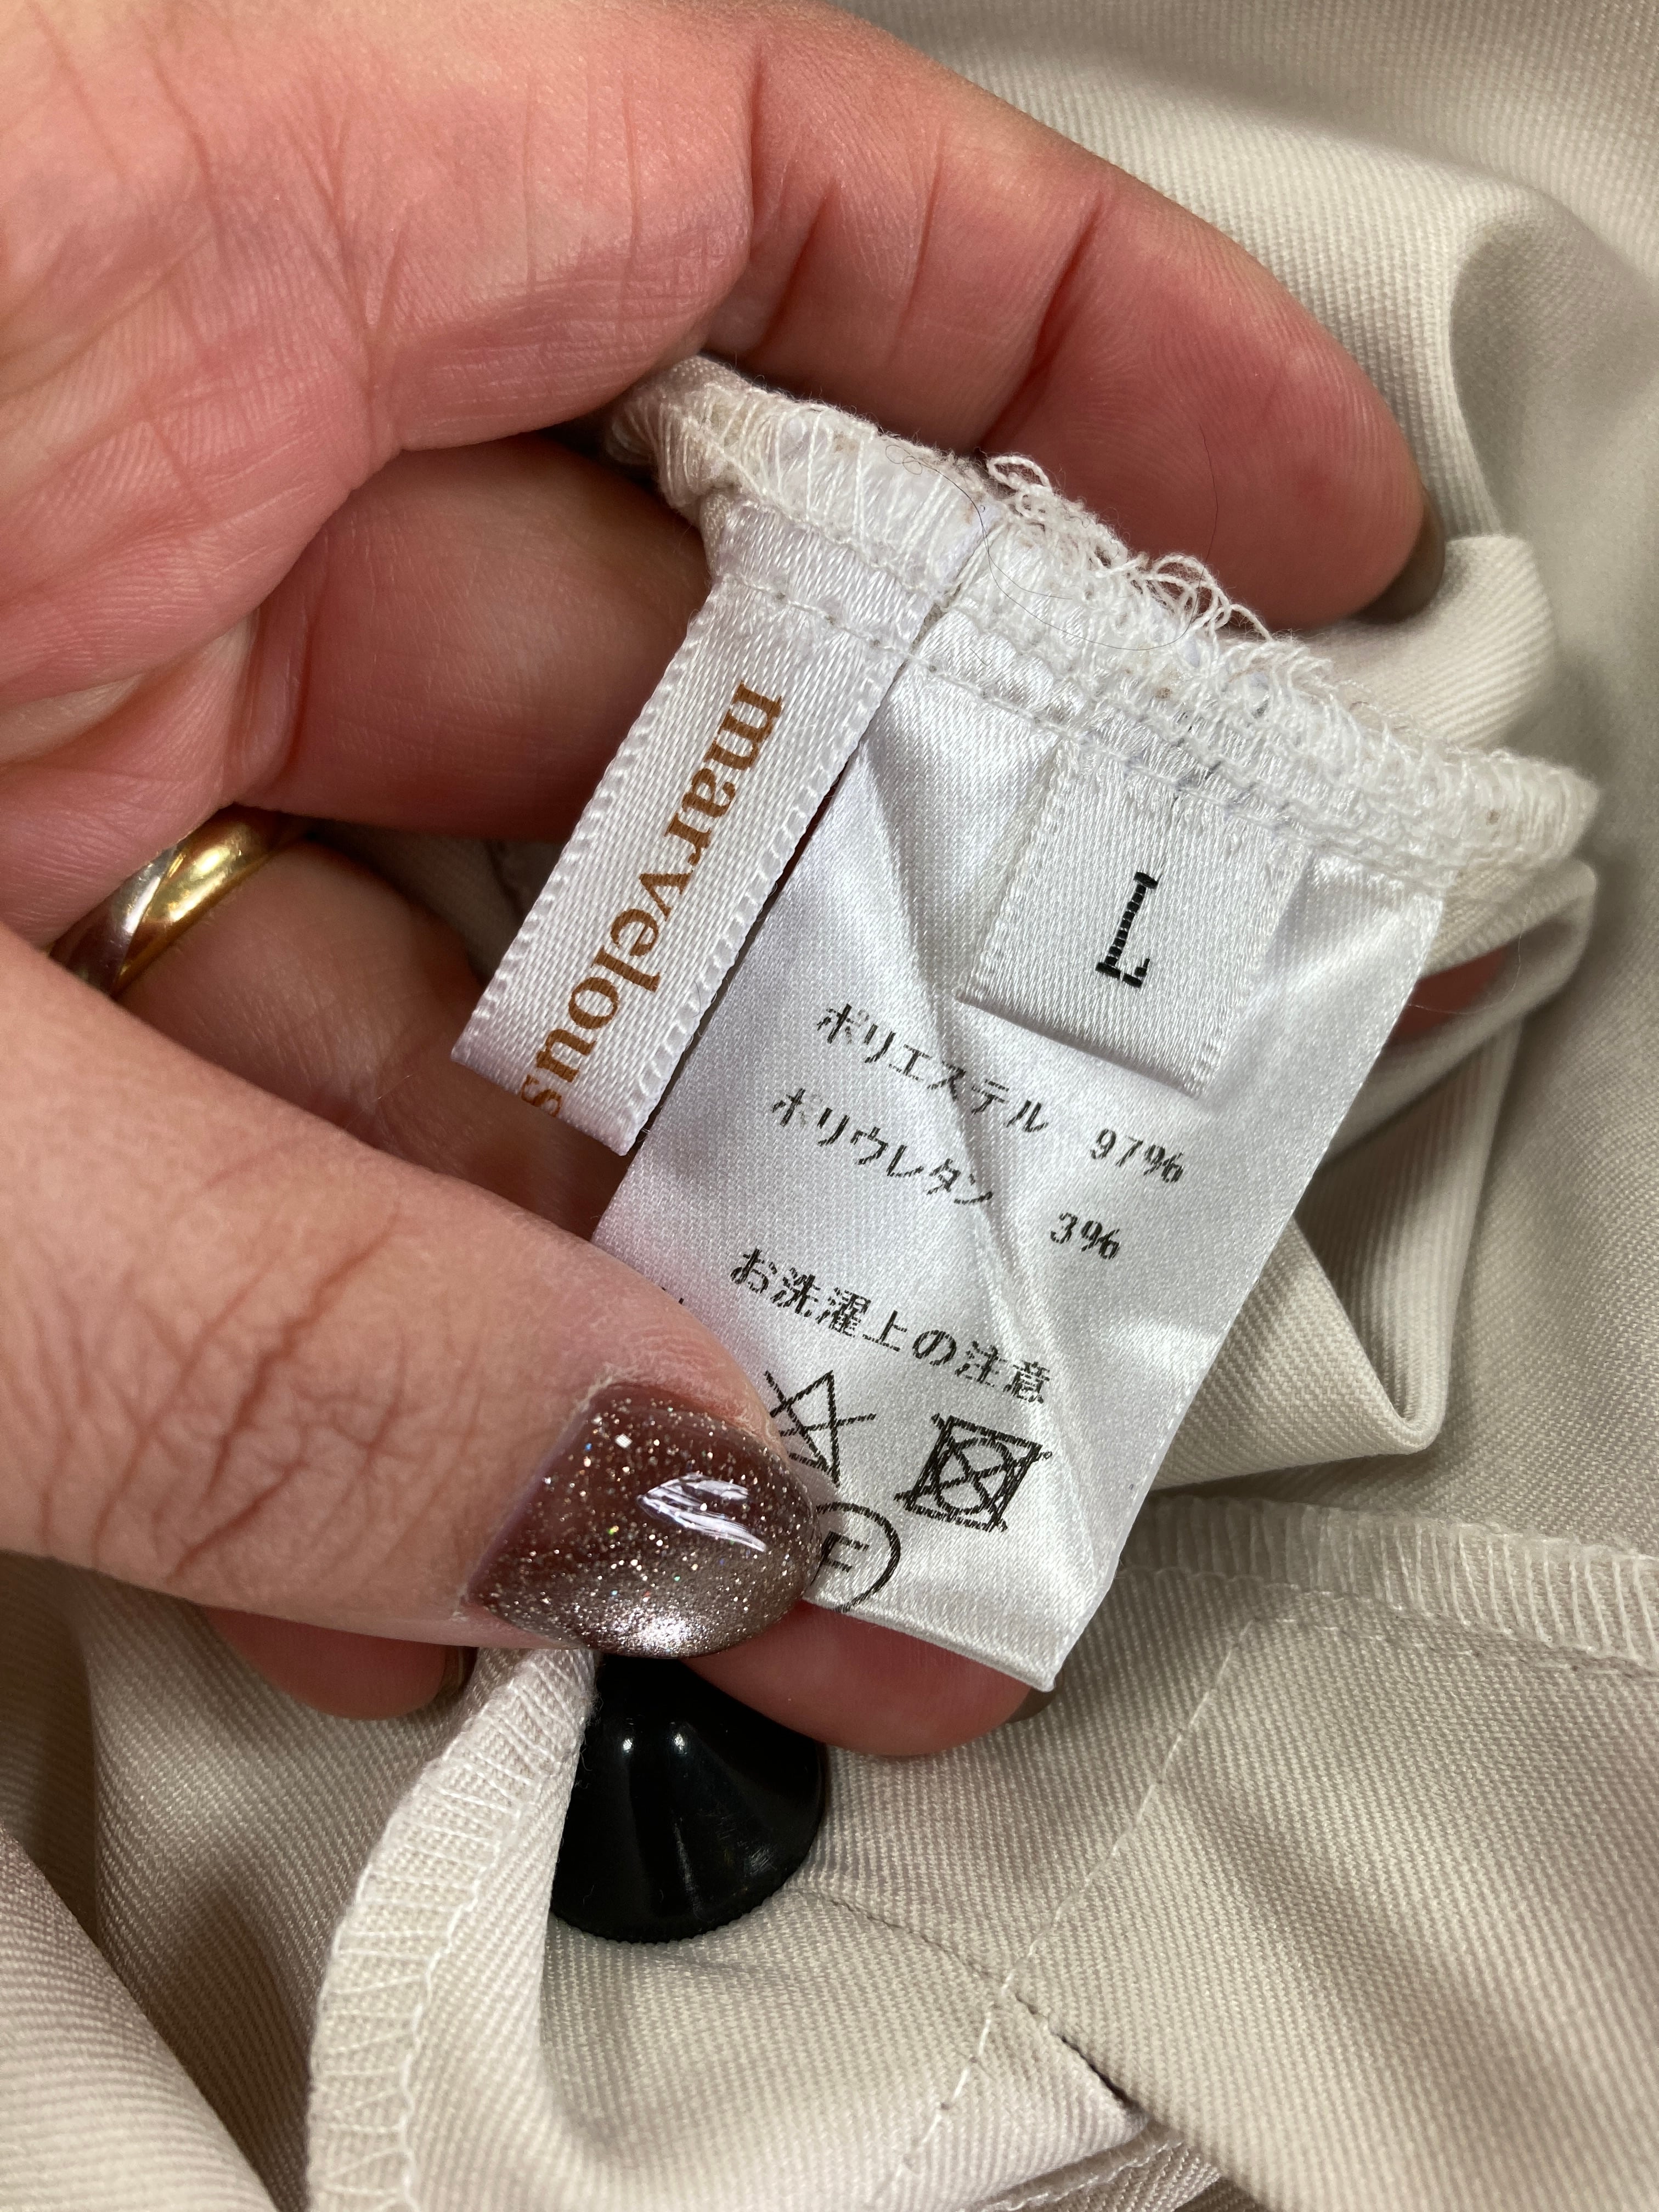 marvelous
L
ポリエステル 97%
ポリウレタン 3%
お洗濯上の注意
F